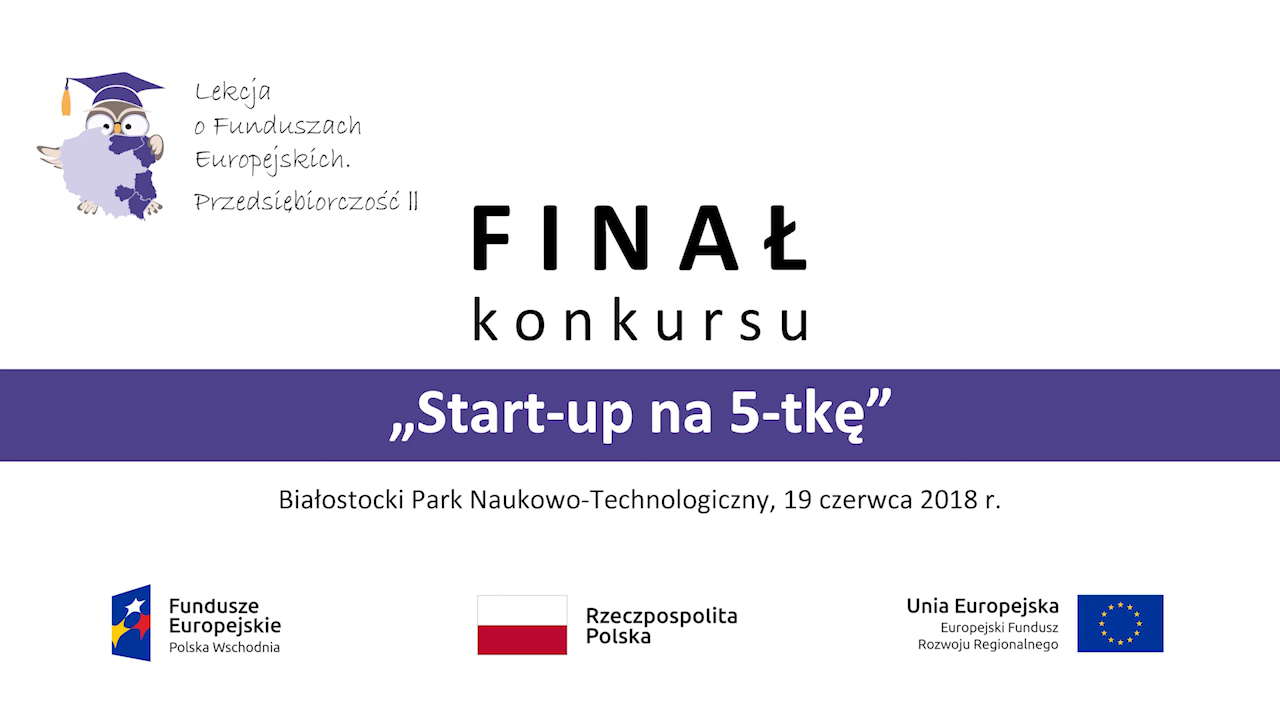 Lekcja
o Funduszach
Europejskich.
Przedsiębiorczość II
FINAŁ
konkursu
„Start-up na 5-tkę”
Białostocki Park Naukowo-Technologiczny, 19 czerwca 2018 r.
Fundusze
Europejskie
Polska Wschodnia
Rzeczpospolita
Polska
Unia Europejska
Europejski Fundusz
Rozwoju Regionalnego